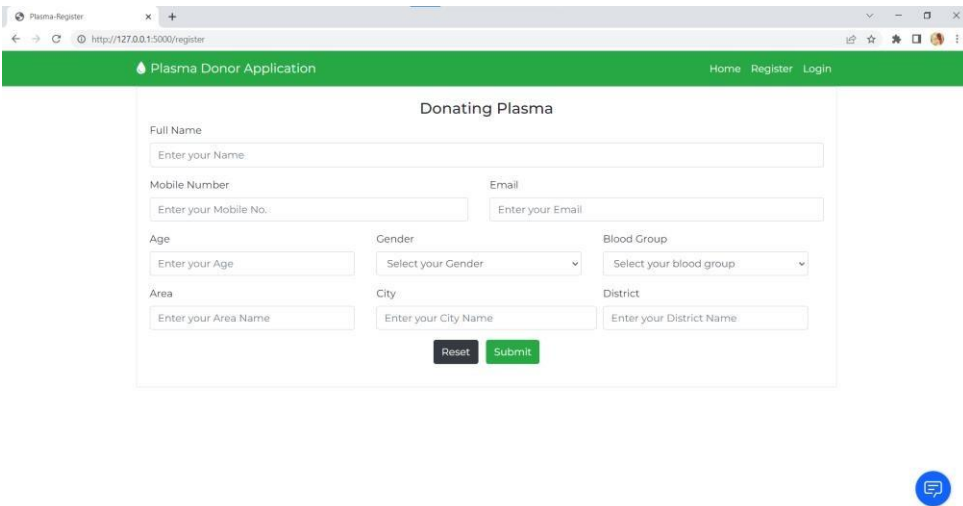 Plasma-Register
http://127.0.0.1:5000/register
Plasma Donor Application Home Register Login
Donating Plasma
Full Name
Enter your Name
Mobile Number Email
Enter your Mobile No. Enter your Email
Age Gender Blood Group
Enter your Age Select your Gender Select your blood group
Area City District
Enter your Area Name Enter your City Name Enter your District Name
Reset Submit